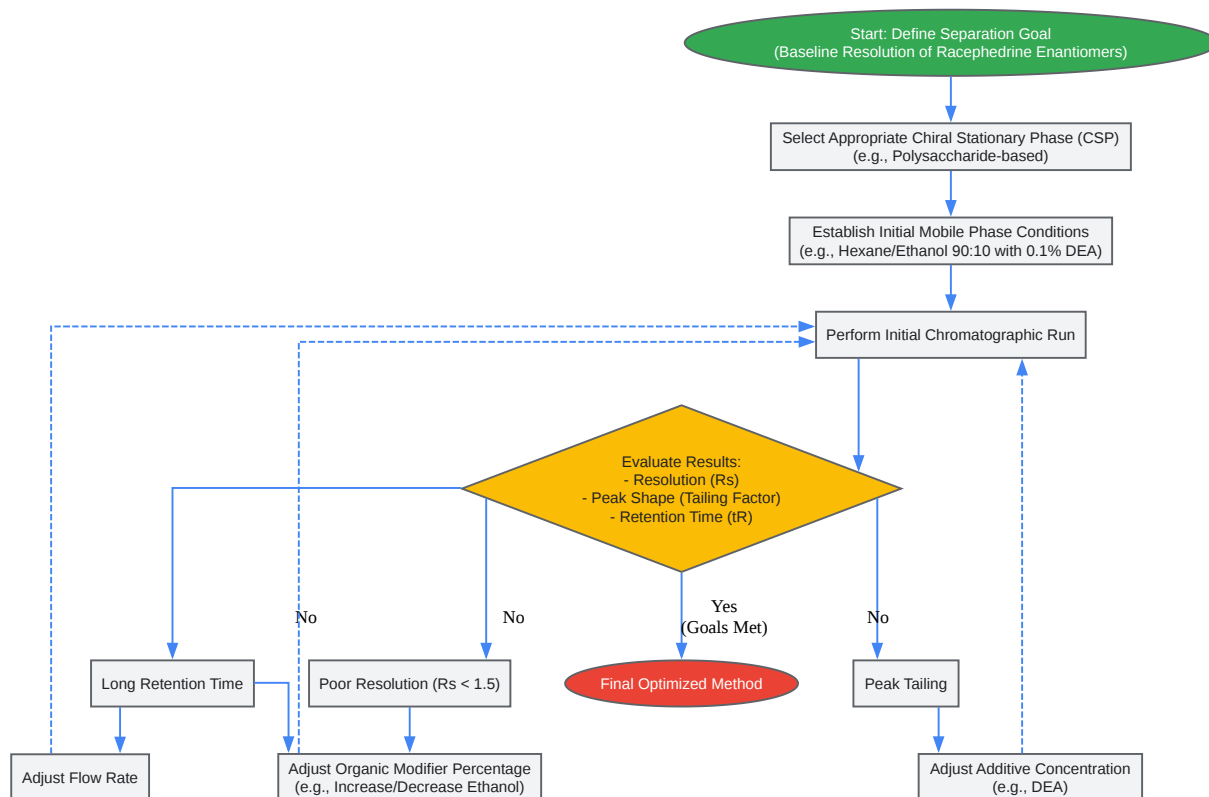 Start: Define Separation Goal
(Baseline Resolution of Racephedrine Enantiomers)
Select Appropriate Chiral Stationary Phase (CSP)
(e.g., Polysaccharide-based)
Establish Initial Mobile Phase Conditions
(e.g., Hexane/Ethanol 90:10 with 0.1% DEA)
Perform Initial Chromatographic Run
Evaluate Results:
- Resolution (Rs)
- Peak Shape (Tailing Factor)
- Retention Time (tR)
No
No
Yes
(Goals Met)
No
Long Retention Time
Poor Resolution (Rs < 1.5)
Final Optimized Method
Peak Tailing
Adjust Flow Rate
Adjust Organic Modifier Percentage
(e.g., Increase/Decrease Ethanol)
Adjust Additive Concentration
(e.g., DEA)